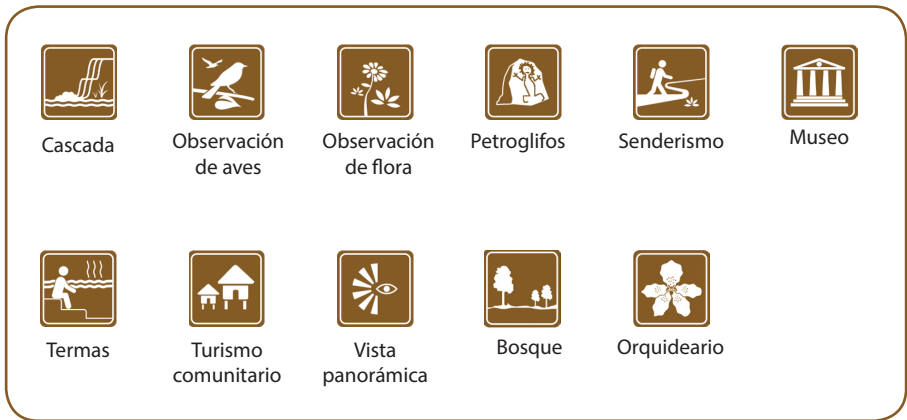 Cascada
Observación
de aves
Observación
de flora
Petroglifos
Senderismo
Museo
Termas
Turismo
comunitario
Vista
panorámica
Bosque
Orquideario